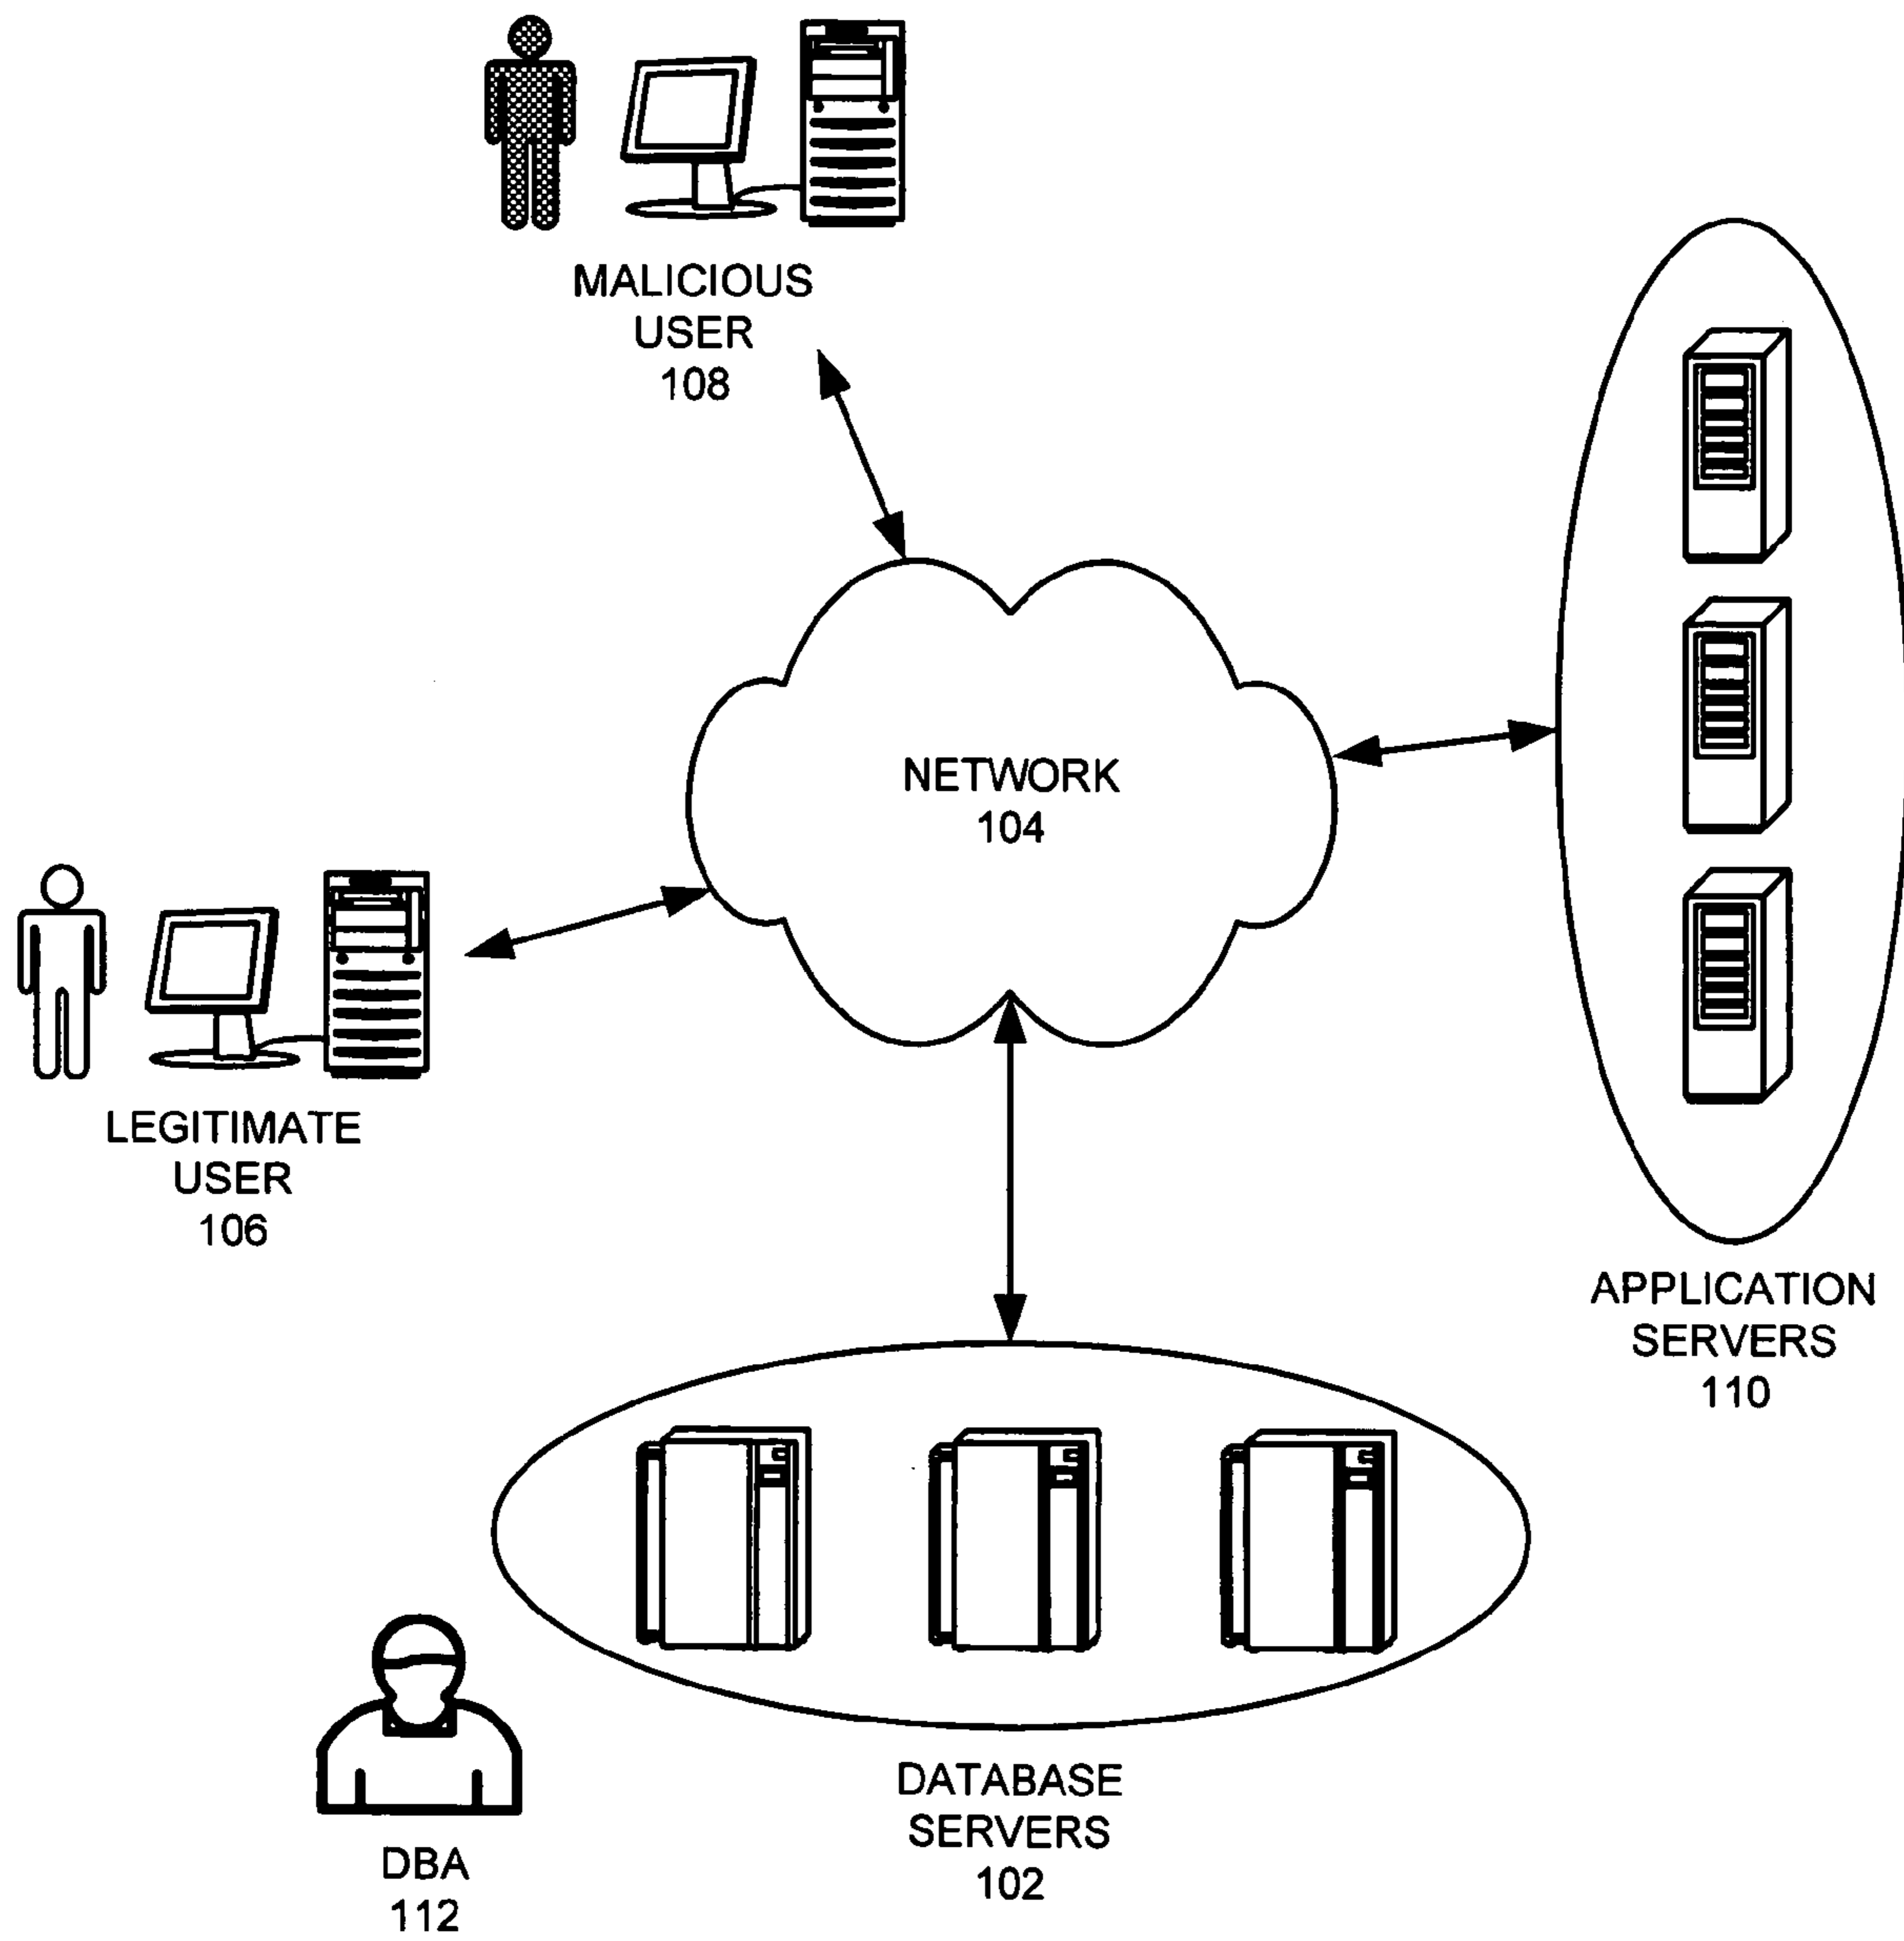 MALICIOUS
USER
108
NETWORK
104
LEGITIMATE
USER
106
APPLICATION
SERVERS
110
DATABASE
SERVERS
102
DBA
112